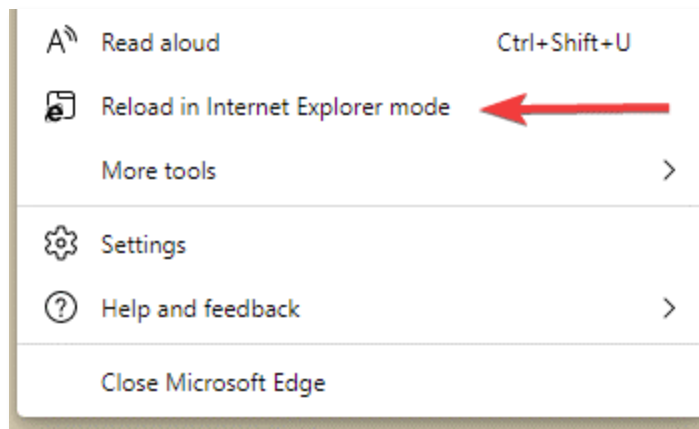 Read aloud Ctrl+Shift+U
Reload in Internet Explorer mode
More tools
Settings
Help and feedback
Close Microsoft Edge